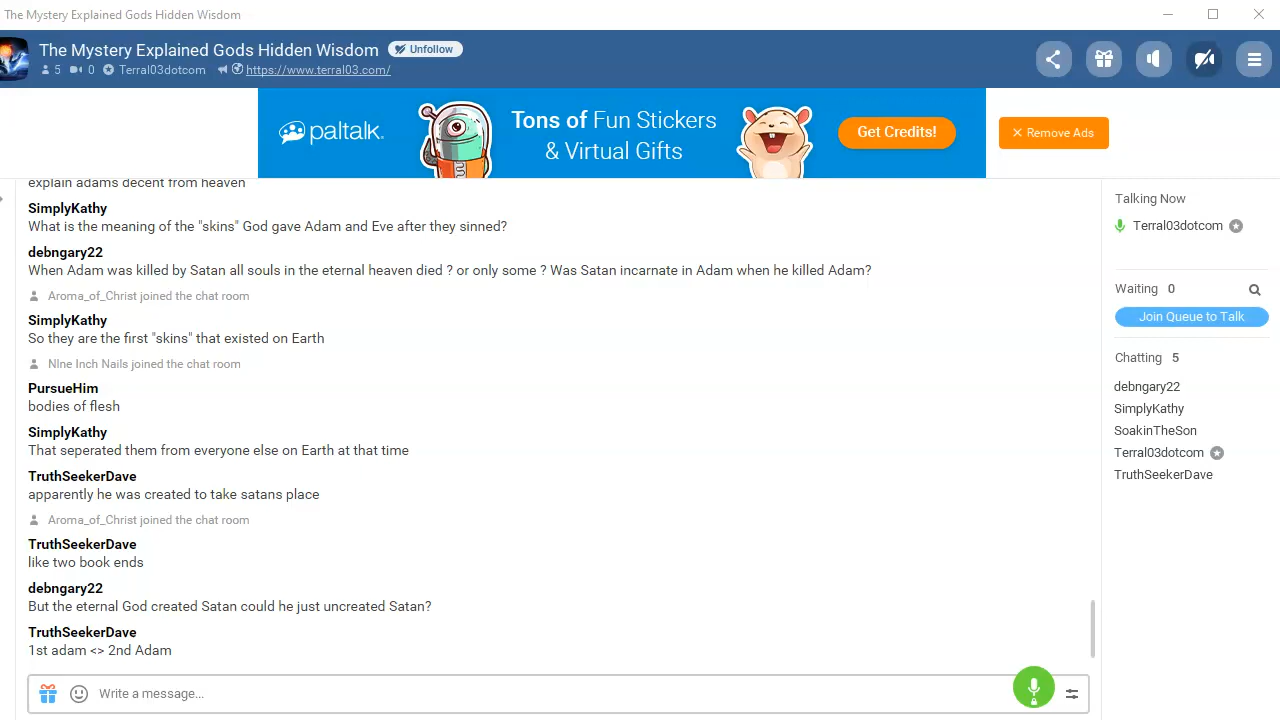 The Mystery Explained Gods Hidden Wisdom
The Mystery Explained Gods Hidden Wisdom
Unfollow
5 0 Terral03dotcom https://www.terral03.com/
paltalk.
Tons of Fun Stickers
& Virtual Gifts
Get Credits!
Remove Ads
explain adams decent from heaven
SimplyKathy
What is the meaning of the "skins" God gave Adam and Eve after they sinned?
debngary22
When Adam was killed by Satan all souls in the eternal heaven died ? or only some ? Was Satan incarnate in Adam when he killed Adam?
Aroma_of_Christ joined the chat room
SimplyKathy
So they are the first "skins" that existed on Earth
NIne Inch Nails joined the chat room
PursueHim
bodies of flesh
SimplyKathy
That seperated them from everyone else on Earth at that time
TruthSeekerDave
apparently he was created to take satans place
Aroma_of_Christ joined the chat room
TruthSeekerDave
like two book ends
debngary22
But the eternal God created Satan could he just uncreated Satan?
TruthSeekerDave
1st adam <> 2nd Adam
Write a message...
Talking Now
Terral03dotcom
Waiting 0
Join Queue to Talk
Chatting 5
debngary22
SimplyKathy
SoakinTheSon
Terral03dotcom
TruthSeekerDave